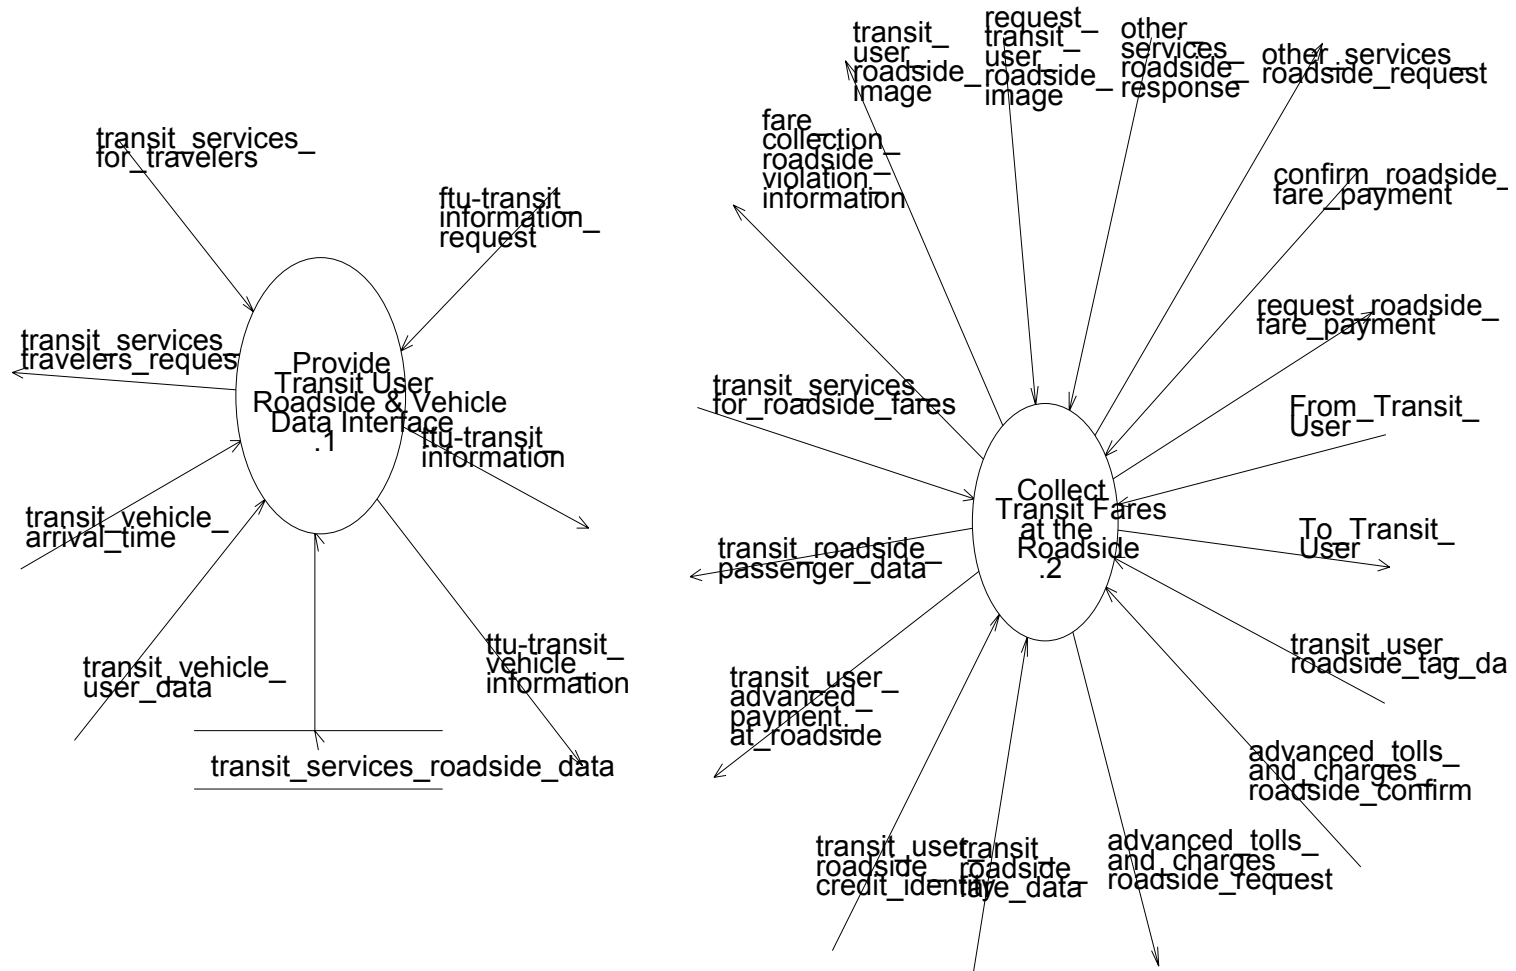 transit_services_
for_travelers
ftu-transit_
information_
request
transit_services_
travelers_reques
Provide
Transit User
Roadside & Vehicle
Data Interface
.1
ttu-transit_
information
transit_vehicle_
arrival_time
transit_vehicle_
user_data
ttu-transit_
vehicle_
information
transit_services_roadside_data
transit_
user_
roadside_
image
request_
transit_
user_
roadside_
image
other_
services_
roadside_
response
other_services_
roadside_request
fare_
collection_
roadside_
violation_
information
confirm_roadside_
fare_payment
request_roadside_
fare_payment
transit_services_
for_roadside_fares
From_Transit_
User
Collect
Transit Fares
at the
Roadside
.2
To_Transit_
User
transit_roadside_
passenger_data
transit_user_
roadside_tag_da
transit_user_
advanced_
payment_
at_roadside
advanced_tolls_
and_charges_
roadside_confirm
transit_user_
roadside_
credit_identity
transit_
roadside_
fare_data
advanced_tolls_
and_charges_
roadside_request